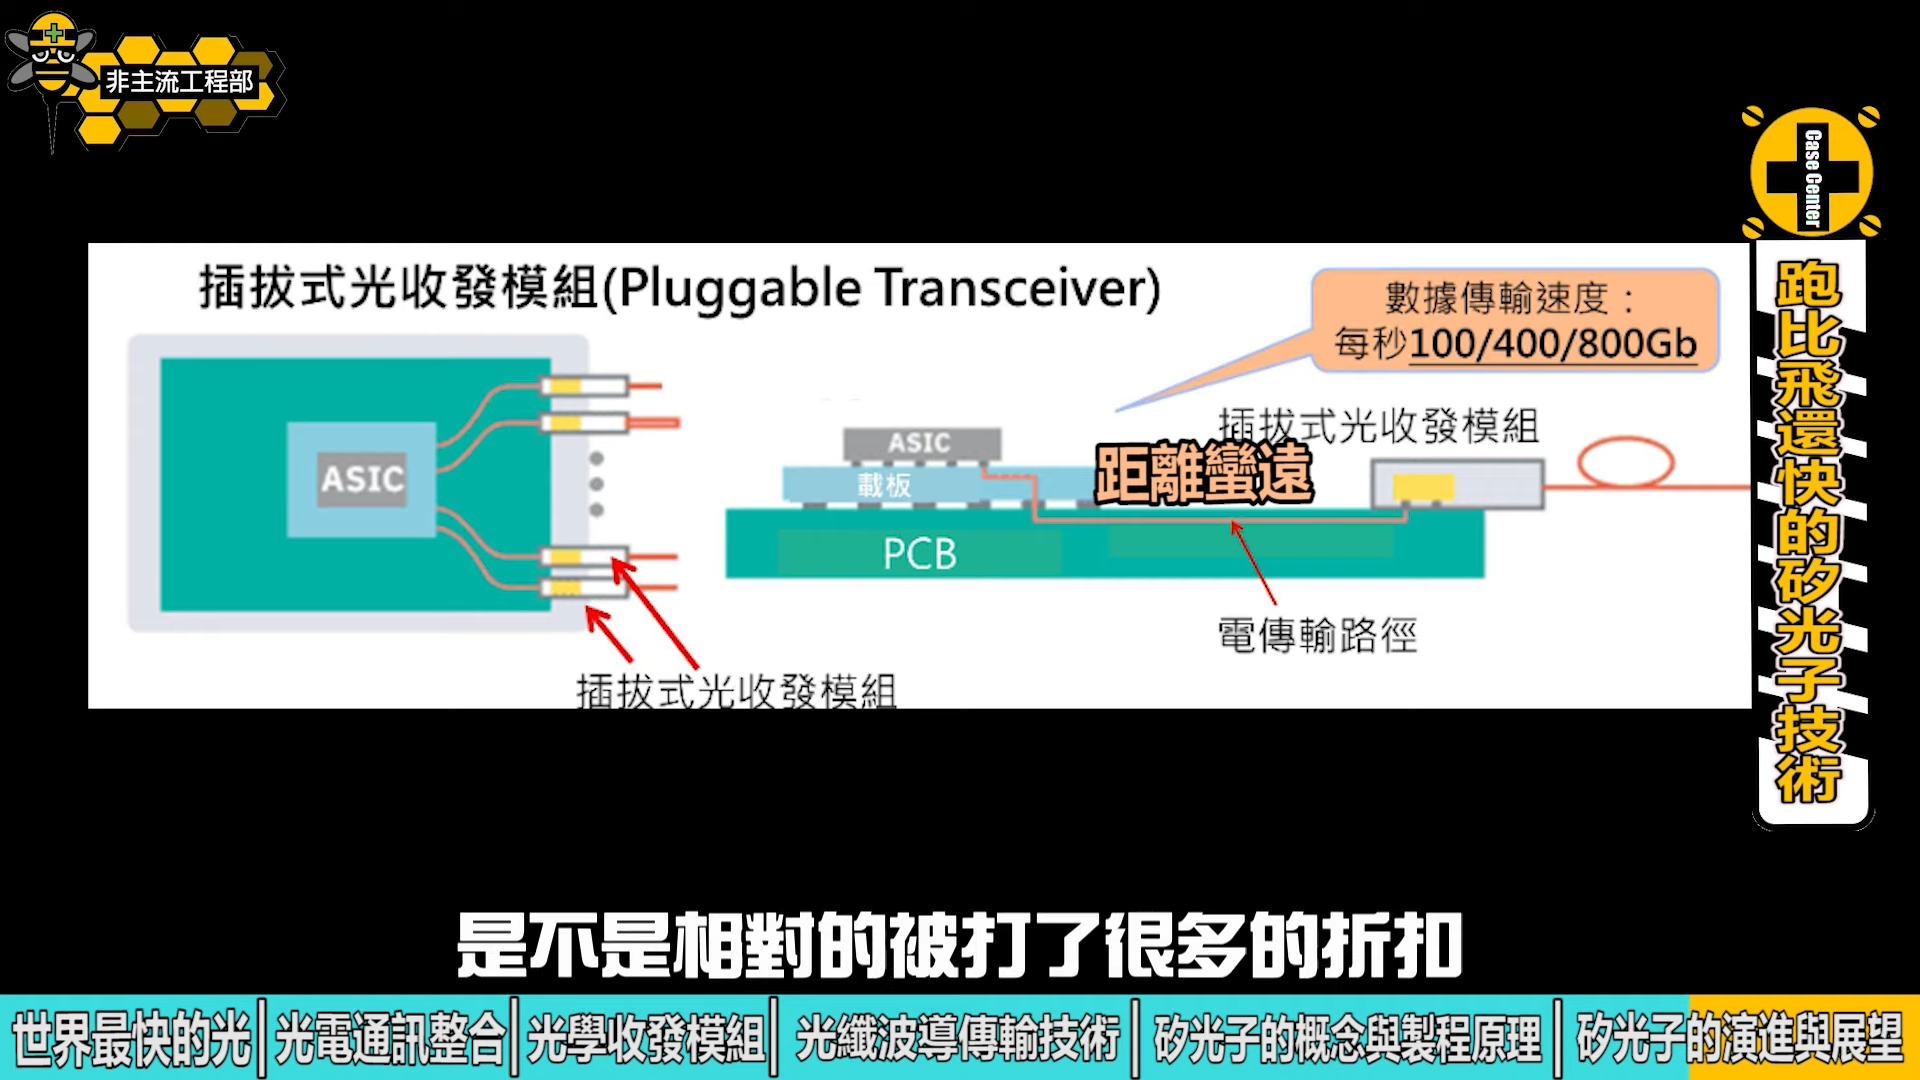 非主流工程部
Case Center
跑比飛還快的矽光子技術
插拔式光收發模組(Pluggable Transceiver)
數據傳輸速度：
每秒100/400/800Gb
插拔式光收發模組
ASIC
載板
距離蠻遠
ASIC
PCB
電傳輸路徑
插拔式光收發模組
是不是相對的被打了很多的折扣
世界最快的光
光電通訊整合
光學收發模組
光纖波導傳輸技術
矽光子的概念與製程原理
矽光子的演進與展望